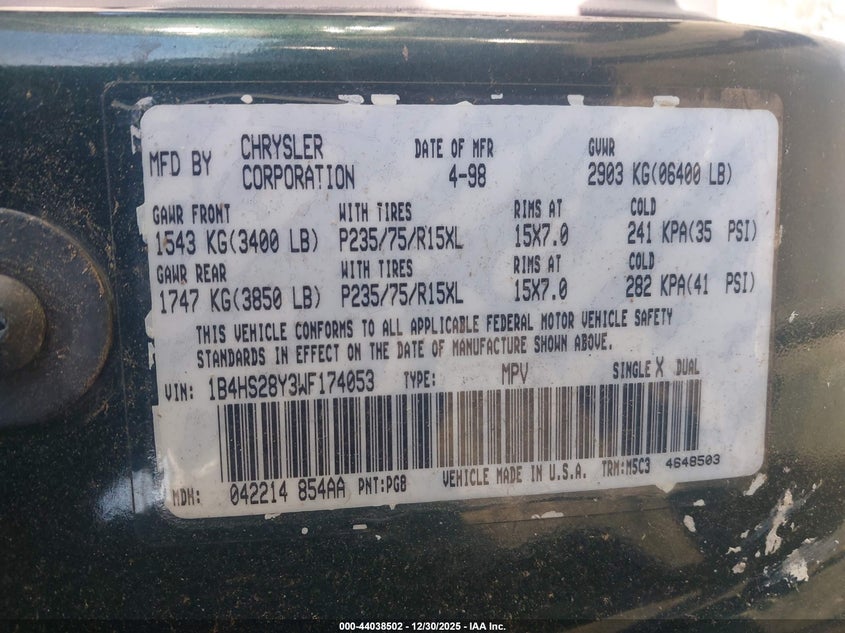 MFD BY CHRYSLER CORPORATION DATE OF MFR 4-98 GVWR 2903 KG(06400 LB)
GAWR FRONT WITH TIRES RIMS AT COLD
1543 KG(3400 LB) P235/75/R15XL 15X7.0 241 KPA(35 PSI)
GAWR REAR WITH TIRES RIMS AT COLD
1747 KG(3850 LB) P235/75/R15XL 15X7.0 282 KPA(41 PSI)
THIS VEHICLE CONFORMS TO ALL APPLICABLE FEDERAL MOTOR VEHICLE SAFETY
STANDARDS IN EFFECT ON THE DATE OF MANUFACTURE SHOWN ABOVE.
VIN: 1B4HS28Y3WF174053 TYPE: MPV SINGLE X DUAL
MDH: 042214 854AA PNT:PG8 VEHICLE MADE IN U.S.A. TRM:M5C3 4648503
000-44038502 - 12/30/2025 - IAA Inc.